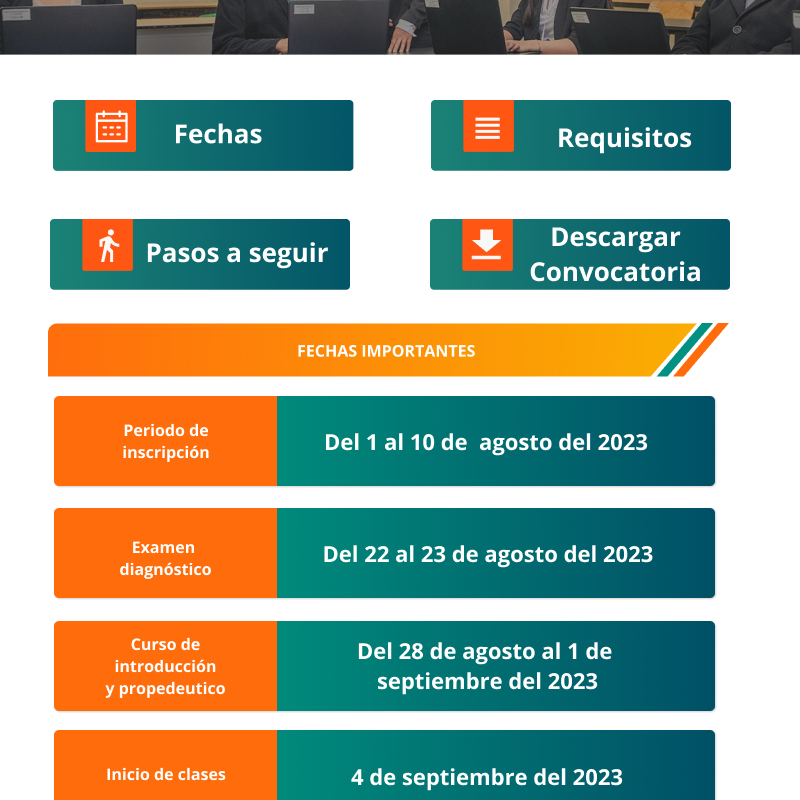 Fechas
Requisitos
Pasos a seguir
Descargar
Convocatoria
FECHAS IMPORTANTES
Periodo de
inscripción
Del 1 al 10 de  agosto del 2023
Examen
diagnóstico
Del 22 al 23 de agosto del 2023
Curso de
introducción
y propedeutico
Del 28 de agosto al 1 de
septiembre del 2023
Inicio de clases
4 de septiembre del 2023